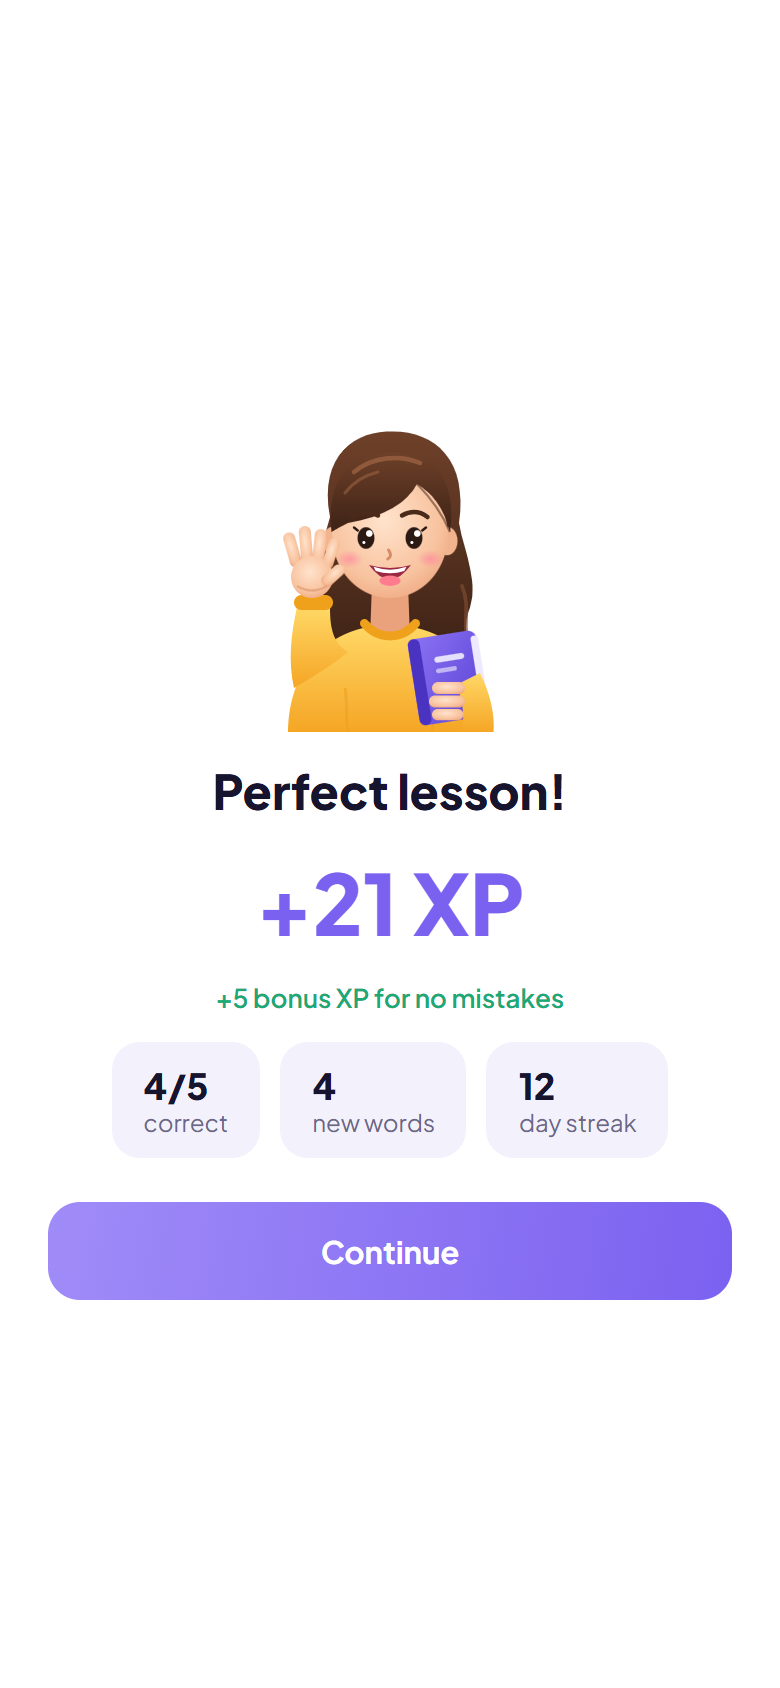 Perfect lesson!
+21 XP
+5 bonus XP for no mistakes
4/5
correct
4
new words
12
day streak
Continue